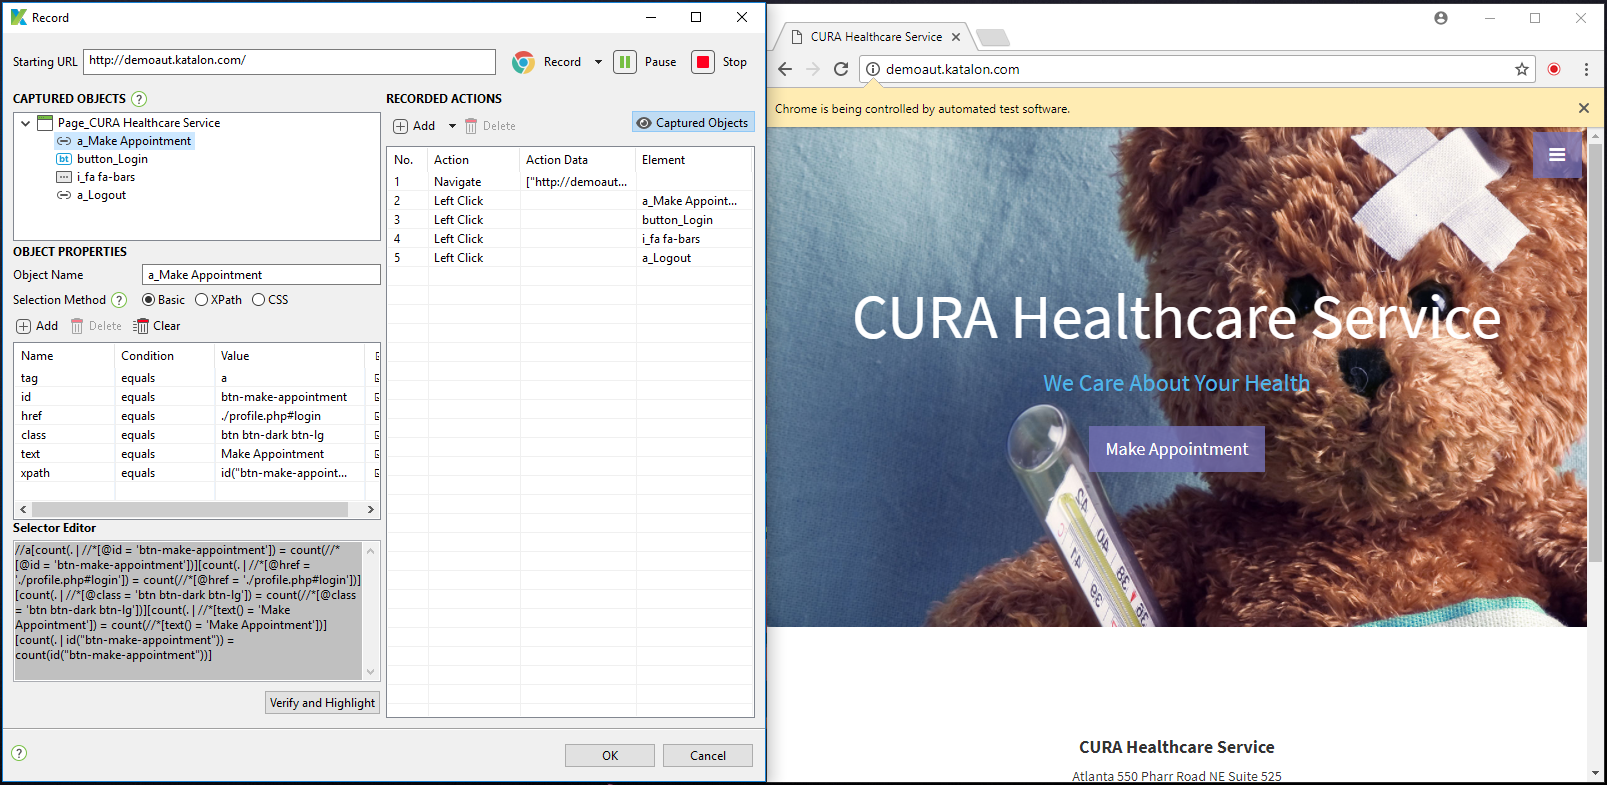 Record
Starting URL
http://demoaut.katalon.com/
Record
Pause
Stop
CAPTURED OBJECTS ?
Page_CURA Healthcare Service
a_Make Appointment
bt button_Login
i_fa fa-bars
a_Logout
OBJECT PROPERTIES
Object Name
a_Make Appointment
Selection Method ? Basic XPath CSS
Add Delete Clear
Name Condition Value
tag equals a
id equals btn-make-appointment
href equals ./profile.php#login
class equals btn btn-dark btn-lg
text equals Make Appointment
xpath equals id("btn-make-appoint...
Selector Editor
//a[count(. | //*[@id = 'btn-make-appointment']) = count(//*
[@id = 'btn-make-appointment'])][count(. | //*[@href =
'./profile.php#login']) = count(//*[@href = './profile.php#login'])]
[count(. | //*[@class = 'btn btn-dark btn-lg']) = count(//*[@class
= 'btn btn-dark btn-lg'])][count(. | //*[text() = 'Make
Appointment']) = count(//*[text() = 'Make Appointment'])]
[count(. | id("btn-make-appointment")) =
count(id("btn-make-appointment"))]
Verify and Highlight
RECORDED ACTIONS
Add Delete
Captured Objects
No. Action Action Data Element
1 Navigate ["http://demoaut...
2 Left Click a_Make Appoint...
3 Left Click button_Login
4 Left Click i_fa fa-bars
5 Left Click a_Logout
?
OK
Cancel
CURA Healthcare Service
demoaut.katalon.com
Chrome is being controlled by automated test software.
CURA Healthcare Service
We Care About Your Health
Make Appointment
42
40
41
38
39
36
CURA Healthcare Service
Atlanta 550 Pharr Road NE Suite 525